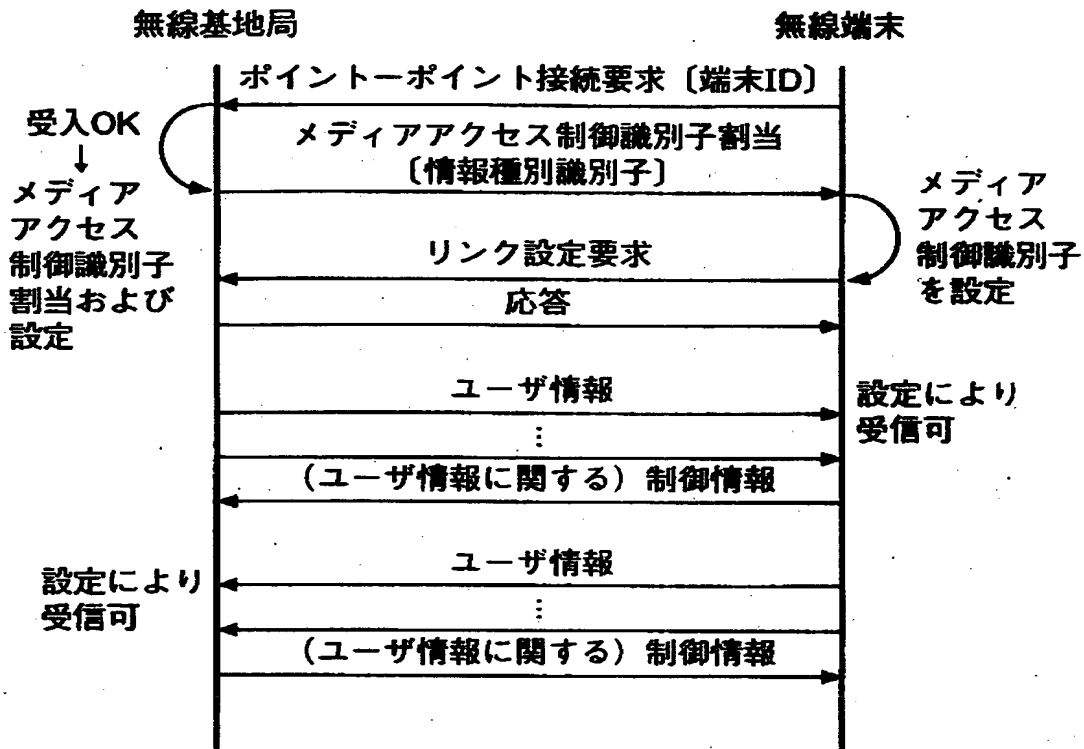 無線基地局
無線端末
ポイントーポイント接続要求〔端末ID〕
受入OK
↓
メディア
アクセス
制御識別子
割当および
設定
メディアアクセス制御識別子割当
〔情報種別識別子〕
メディア
アクセス
制御識別子
を設定
リンク設定要求
応答
ユーザ情報
⋮
設定により
受信可
(ユーザ情報に関する)制御情報
ユーザ情報
設定により
受信可
⋮
(ユーザ情報に関する)制御情報